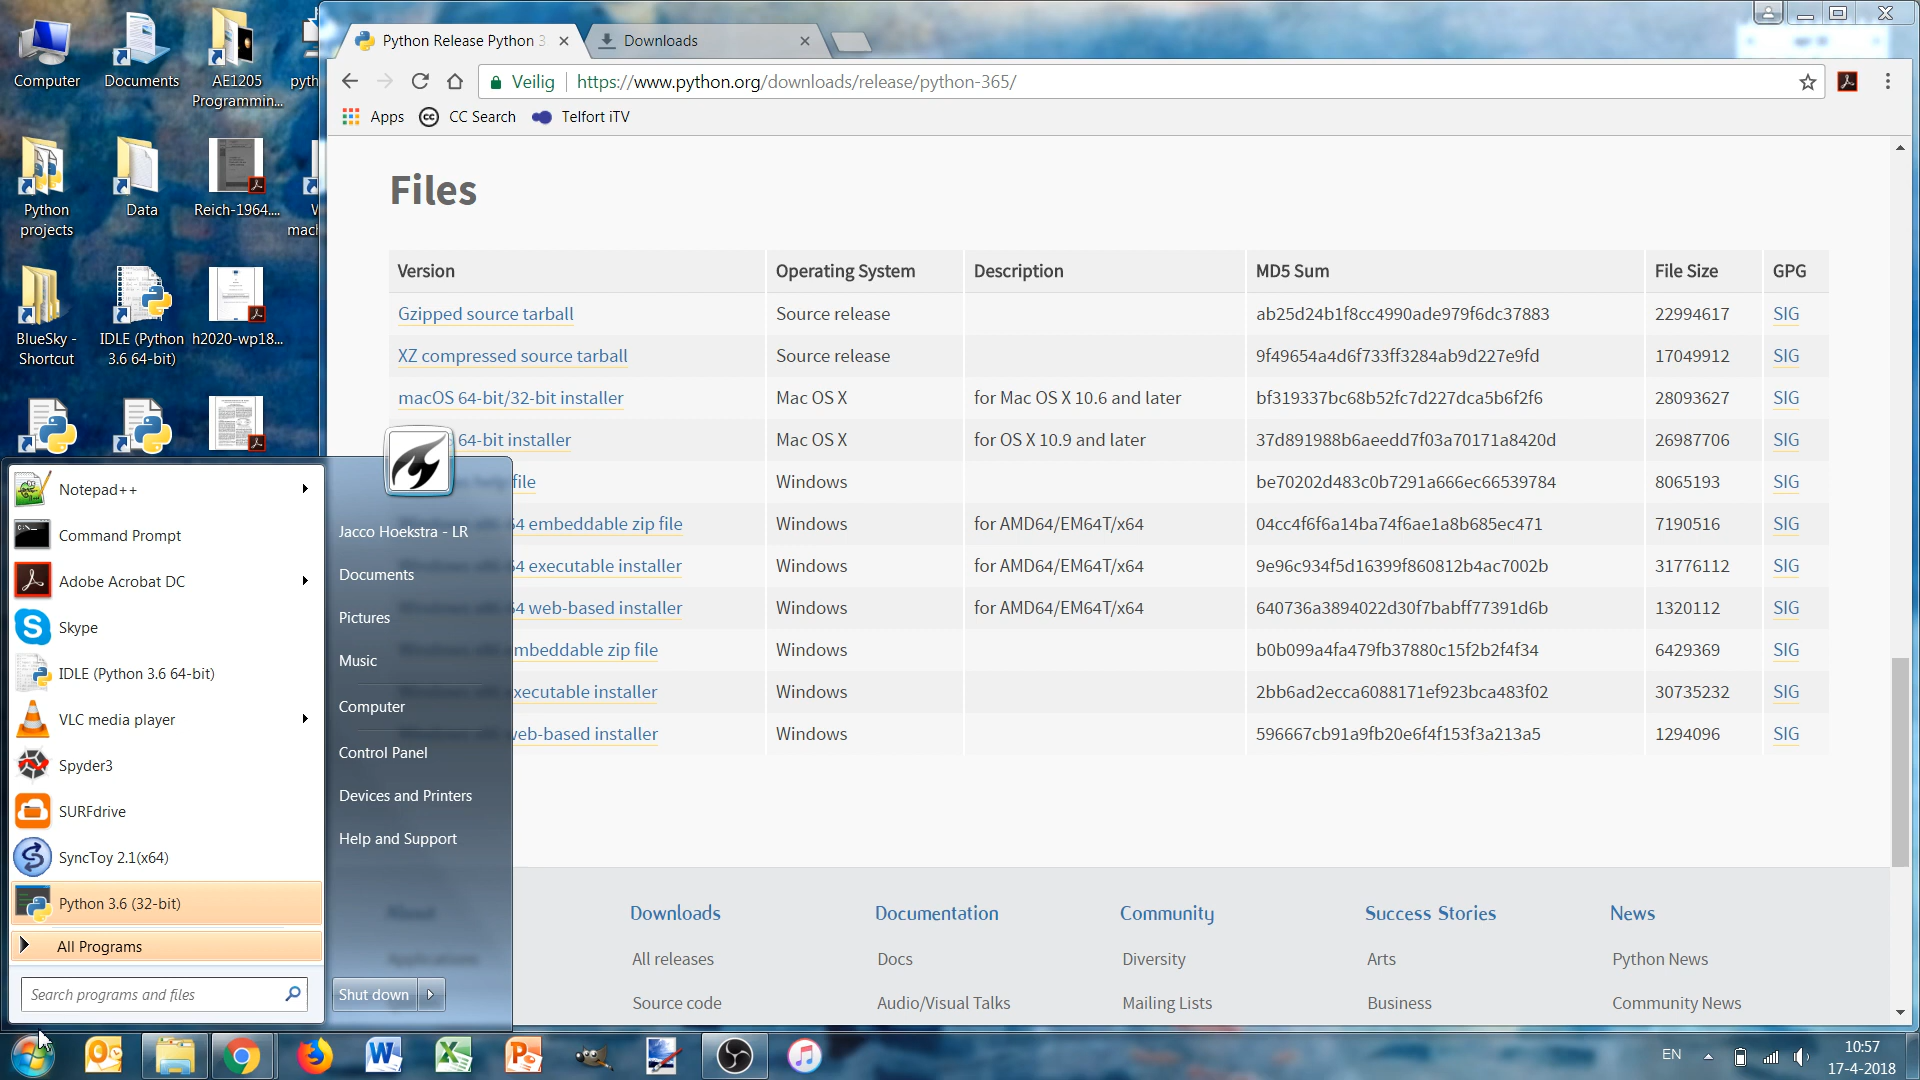 Computer
Documents
AE1205
Programmin...
pyth
Python
projects
Data
Reich-1964....
mach
BlueSky -
Shortcut
IDLE (Python
3.6 64-bit)
h2020-wp18...
Python Release Python 3
Downloads
Veilig
https://www.python.org/downloads/release/python-365/
Apps
CC Search
Telfort iTV
Files
Version Operating System Description MD5 Sum File Size GPG
Gzipped source tarball Source release ab25d24b1f8cc4990ade979f6dc37883 22994617 SIG
XZ compressed source tarball Source release 9f49654a4d6f733ff3284ab9d227e9fd 17049912 SIG
macOS 64-bit/32-bit installer Mac OS X for Mac OS X 10.6 and later bf319337bc68b52fc7d227dca5b6f2f6 28093627 SIG
64-bit installer Mac OS X for OS X 10.9 and later 37d891988b6aeedd7f03a70171a8420d 26987706 SIG
file Windows be70202d483c0b7291a666ec66539784 8065193 SIG
4 embeddable zip file Windows for AMD64/EM64T/x64 04cc4f6f6a14ba74f6ae1a8b685ec471 7190516 SIG
4 executable installer Windows for AMD64/EM64T/x64 9e96c934f5d16399f860812b4ac7002b 31776112 SIG
4 web-based installer Windows for AMD64/EM64T/x64 640736a3894022d30f7babff77391d6b 1320112 SIG
mbeddable zip file Windows b0b099a4fa479fb37880c15f2b2f4f34 6429369 SIG
xecutable installer Windows 2bb6ad2ecca6088171ef923bca483f02 30735232 SIG
web-based installer Windows 596667cb91a9fb20e6f4f153f3a213a5 1294096 SIG
Downloads Documentation Community Success Stories News
All releases Docs Diversity Arts Python News
Source code Audio/Visual Talks Mailing Lists Business Community News
Notepad++
Command Prompt
Adobe Acrobat DC
Skype
IDLE (Python 3.6 64-bit)
VLC media player
Spyder3
SURFdrive
SyncToy 2.1(x64)
Python 3.6 (32-bit)
All Programs
Search programs and files
Jacco Hoekstra - LR
Documents
Pictures
Music
Computer
Control Panel
Devices and Printers
Help and Support
Shut down
EN
10:57
17-4-2018